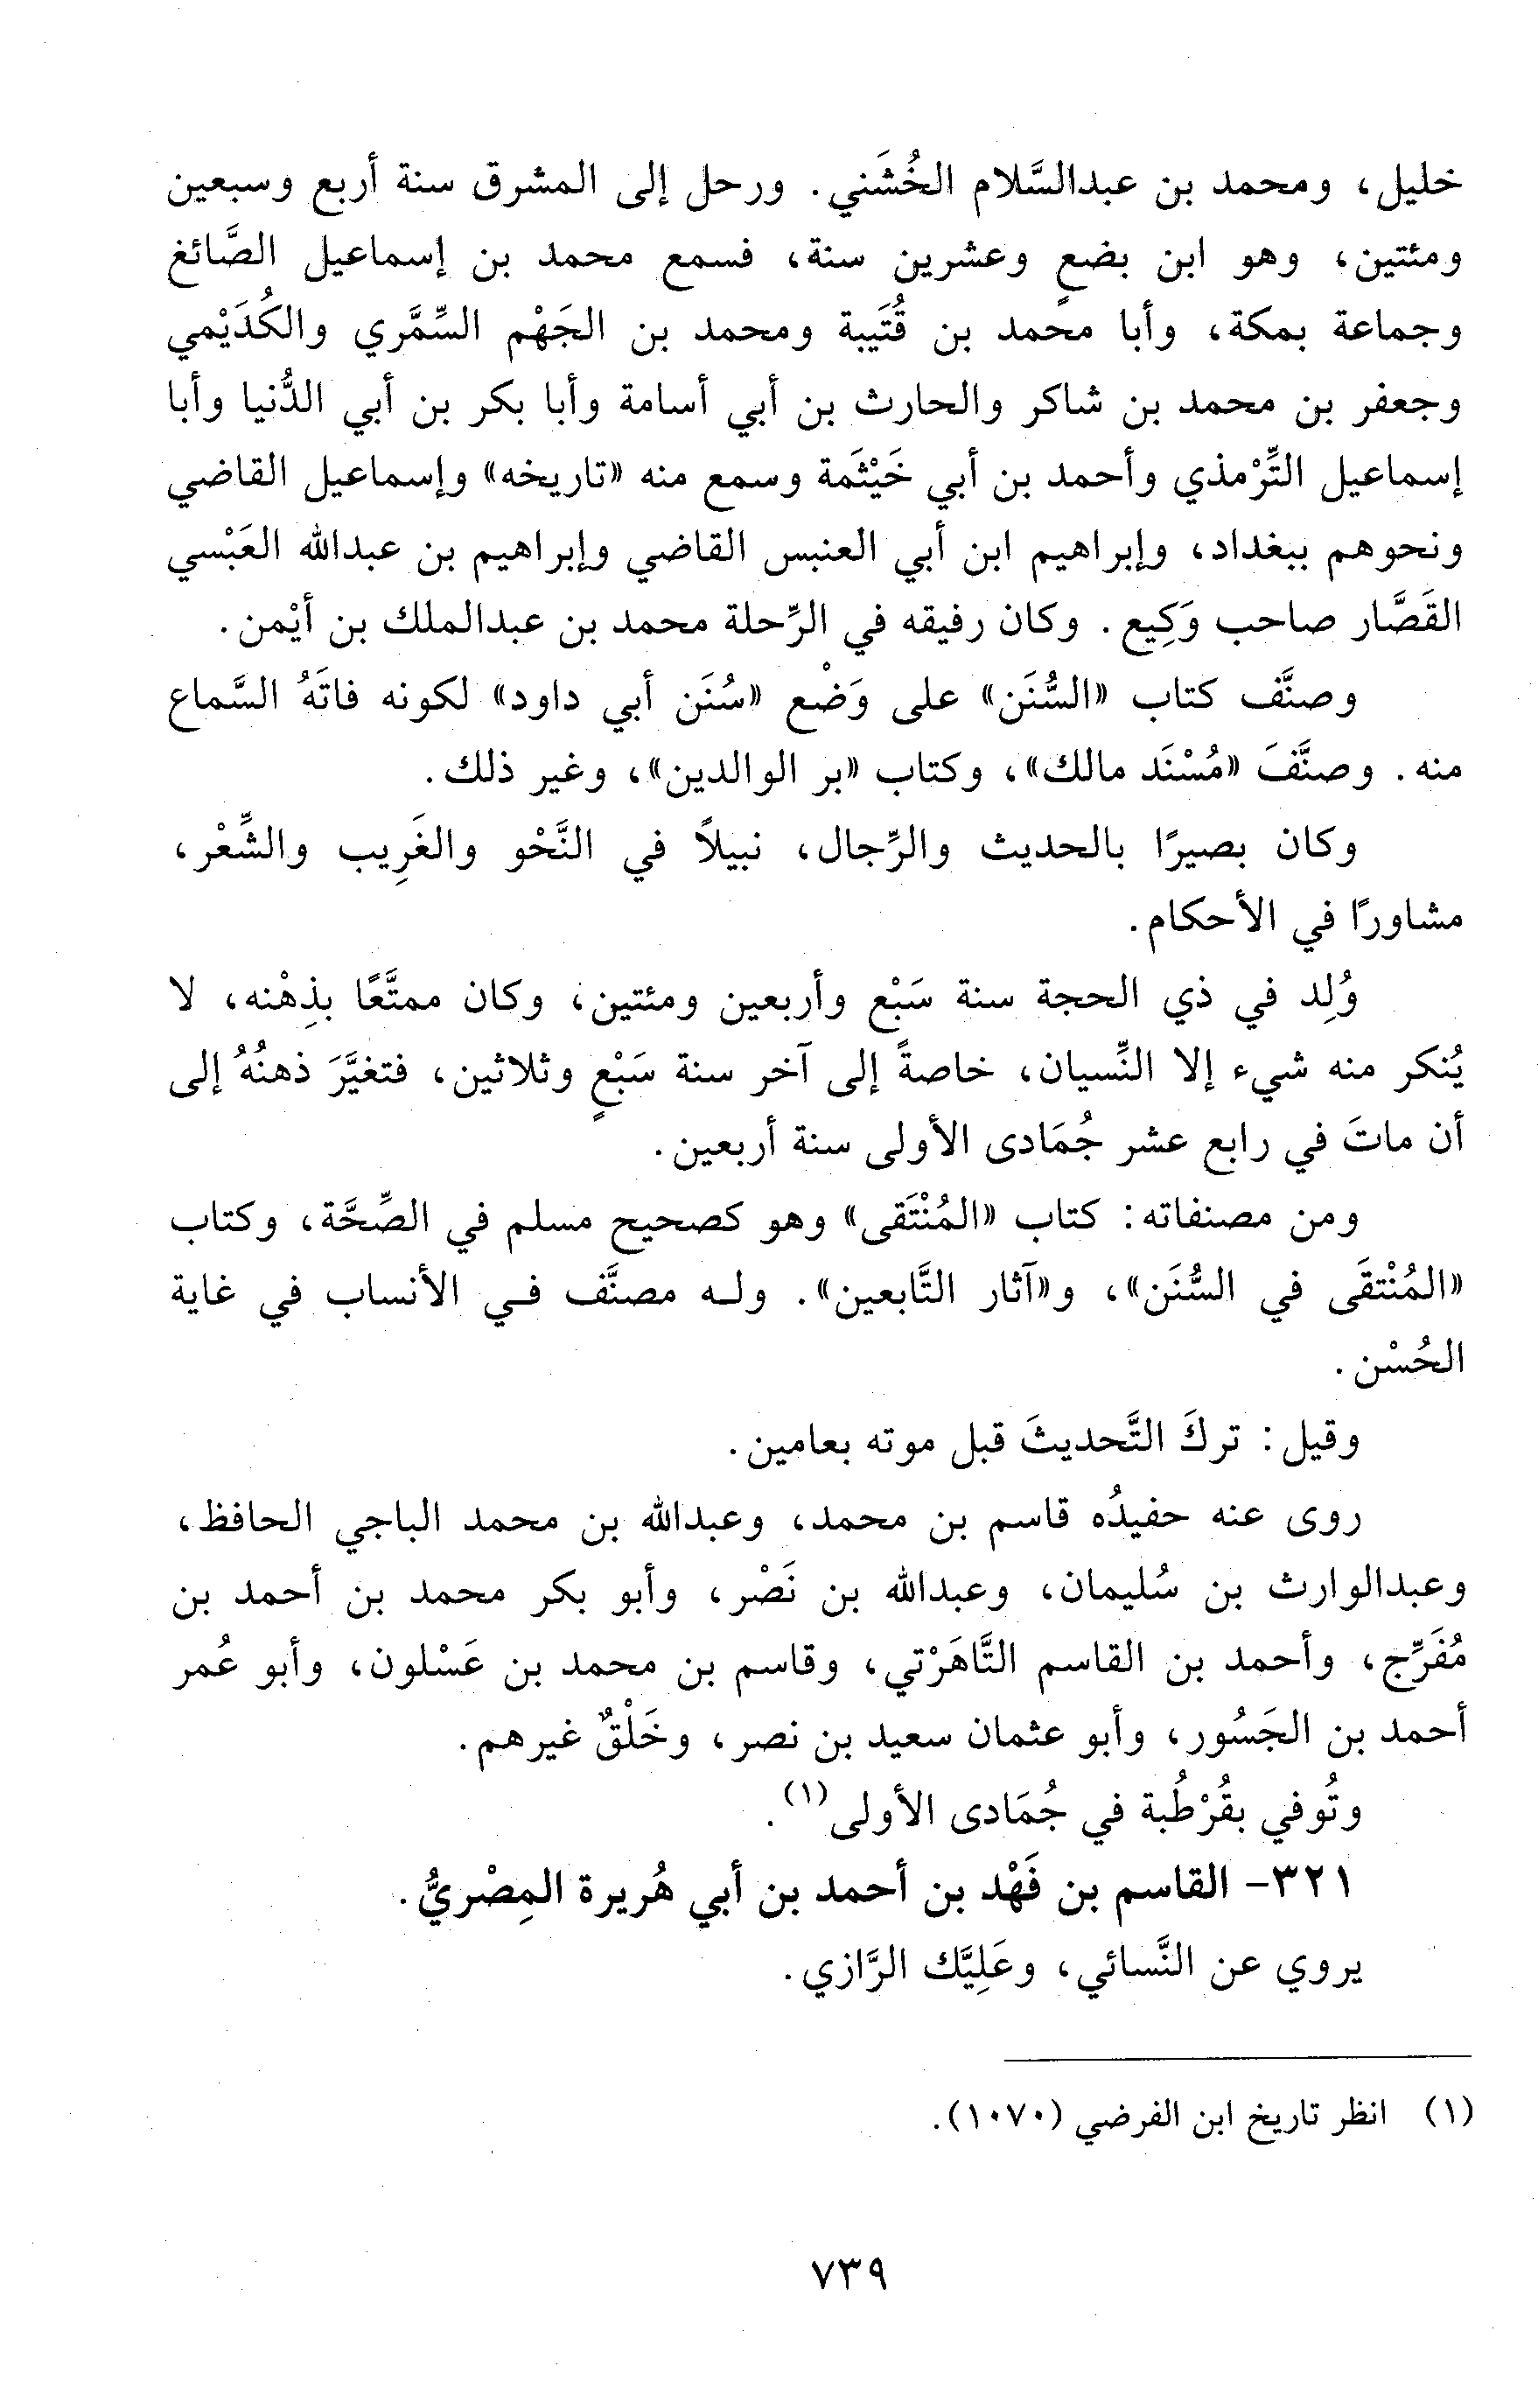 خليل، ومحمد بن عبدالسَّلام الخُشَني. ورحل إلى المشرق سنة أربع وسبعين
ومئتين، وهو ابن بضعٍ وعشرين سنة، فسمع محمد بن إسماعيل الصَّائغ
وجماعة بمكة، وأبا محمد بن قُتَيبة ومحمد بن الجَهْم السِّمَّري والكُدَيْمي
وجعفر بن محمد بن شاكر والحارث بن أبي أسامة وأبا بكر بن أبي الدُّنيا وأبا
إسماعيل التِّرْمذي وأحمد بن أبي خَيْثَمة وسمع منه «تاريخه» وإسماعيل القاضي
ونحوهم ببغداد، وإبراهيم ابن أبي العنبس القاضي وإبراهيم بن عبدالله العَبْسي
القَصَّار صاحب وَكِيع. وكان رفيقه في الرِّحلة محمد بن عبدالملك بن أيْمن.
وصنَّف كتاب «السُّنَن» على وَضْع «سُنَن أبي داود» لكونه فاتَهُ السَّماع
منه. وصنَّفَ «مُسْنَد مالك»، وكتاب «بر الوالدين»، وغير ذلك.
وكان بصيرًا بالحديث والرِّجال، نبيلاً في النَّحْو والغَرِيب والشِّعْر،
مشاورًا في الأحكام.
وُلِد في ذي الحجة سنة سَبْع وأربعين ومئتين، وكان ممتَّعًا بذِهْنه، لا
يُنكر منه شيء إلا النِّسيان، خاصةً إلى آخر سنة سَبْعٍ وثلاثين، فتغيَّرَ ذهنُهُ إلى
أن ماتَ في رابع عشر جُمَادى الأولى سنة أربعين.
ومن مصنفاته: كتاب «المُنْتَقى» وهو كصحيح مسلم في الصِّحَّة، وكتاب
«المُنْتقَى في السُّنَن»، و«آثار التَّابعين». وله مصنَّف في الأنساب في غاية
الحُسْن.
وقيل: تركَ التَّحديثَ قبل موته بعامين.
روى عنه حفيدُه قاسم بن محمد، وعبدالله بن محمد الباجي الحافظ،
وعبدالوارث بن سُليمان، وعبدالله بن نَصْر، وأبو بكر محمد بن أحمد بن
مُفَرِّج، وأحمد بن القاسم التَّاهَرْتي، وقاسم بن محمد بن عَسْلون، وأبو عُمر
أحمد بن الجَسُور، وأبو عثمان سعيد بن نصر، وخَلْقٌ غيرهم.
وتُوفي بقُرْطُبة في جُمَادى الأولى(١).
٣٢١- القاسم بن فَهْد بن أحمد بن أبي هُريرة المِصْريُّ.
يروي عن النَّسائي، وعَلِيَّك الرَّازي.
(١) انظر تاريخ ابن الفرضي (١٠٧٠).
٧٣٩